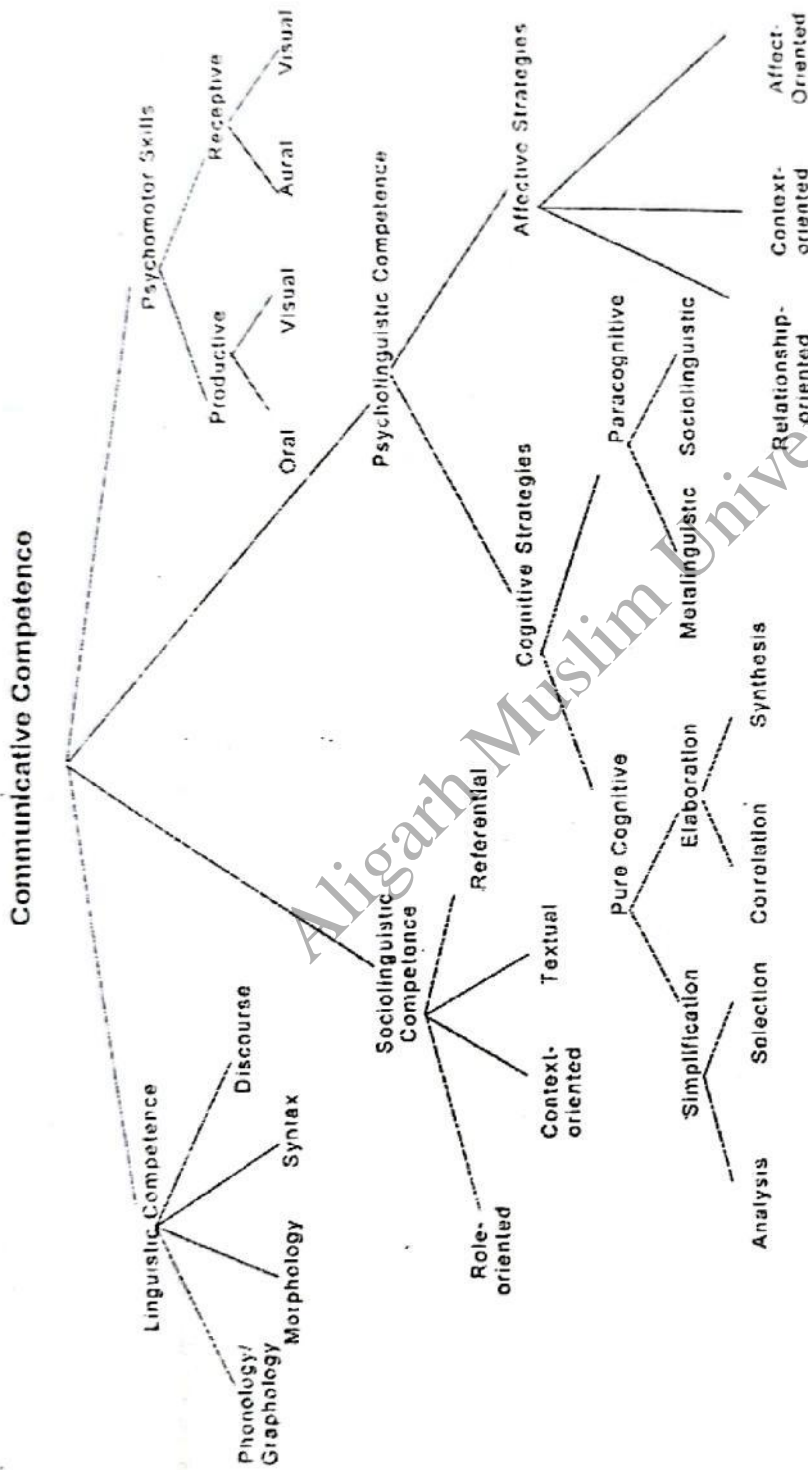 Communicative Competence
Linguistic Competence
Phonology/
Graphology
Morphology
Syntax
Discourse
Sociolinguistic
Competence
Role-
oriented
Context-
oriented
Textual
Referential
Psychomotor Skills
Productive
Receptive
Oral
Visual
Aural
Visual
Psycholinguistic Competence
Cognitive Strategies
Affective Strategies
Pure Cognitive
Paracognitive
Simplification
Elaboration
Metalinguistic
Sociolinguistic
Analysis
Selection
Correlation
Synthesis
Relationship-
oriented
Context-
oriented
Affect-
Oriented
Aligarh Muslim